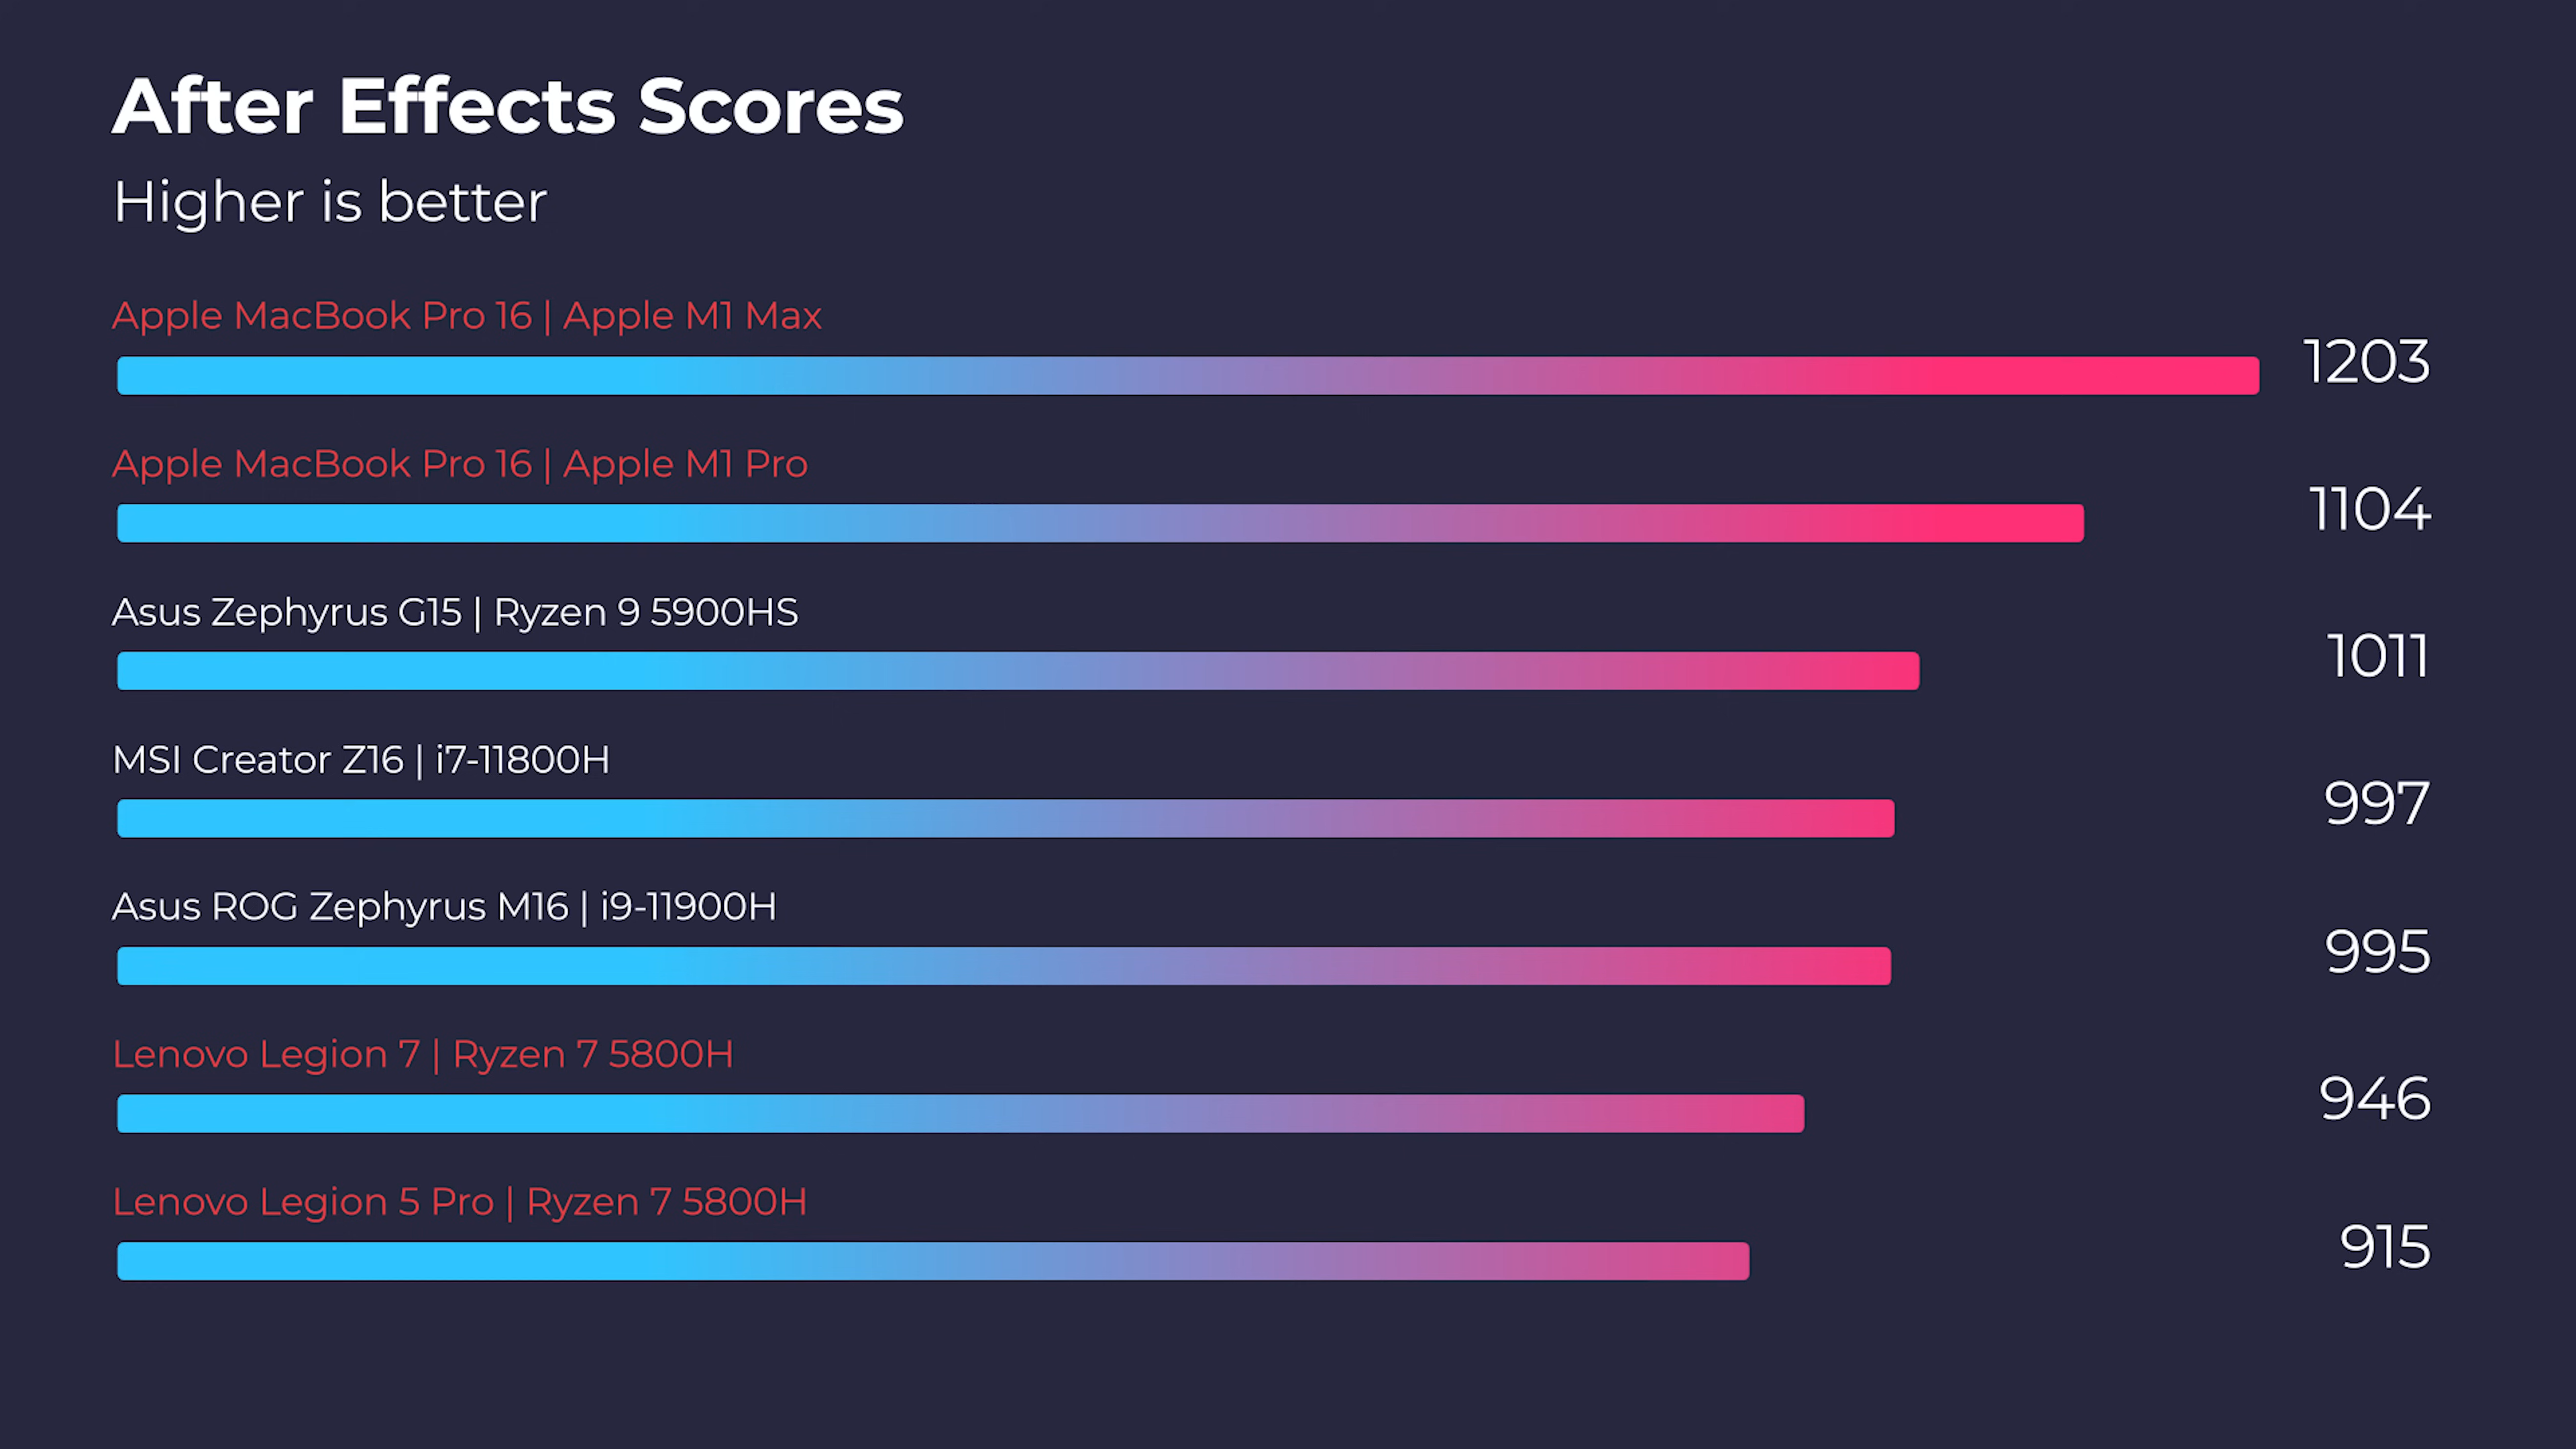 After Effects Scores
Higher is better
Apple MacBook Pro 16 | Apple M1 Max
1203
Apple MacBook Pro 16 | Apple M1 Pro
1104
Asus Zephyrus G15 | Ryzen 9 5900HS
1011
MSI Creator Z16 | i7-11800H
997
Asus ROG Zephyrus M16 | i9-11900H
995
Lenovo Legion 7 | Ryzen 7 5800H
946
Lenovo Legion 5 Pro | Ryzen 7 5800H
915